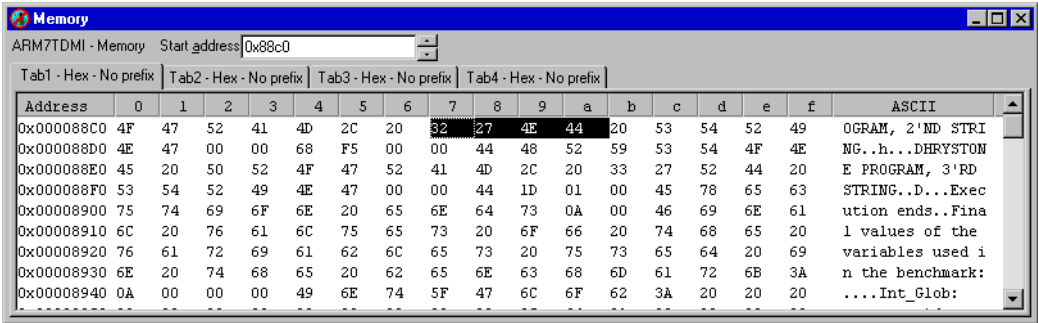 Memory
ARM7TDMI - Memory Start address 0x88c0
Tab1 - Hex - No prefix Tab2 - Hex - No prefix Tab3 - Hex - No prefix Tab4 - Hex - No prefix
Address 0 1 2 3 4 5 6 7 8 9 a b c d e f ASCII
0x000088C0 4F 47 52 41 4D 2C 20 32 27 4E 44 20 53 54 52 49 OGRAM, 2'ND STRI
0x000088D0 4E 47 00 00 68 F5 00 00 44 48 52 59 53 54 4F 4E NG..h...DHRYSTON
0x000088E0 45 20 50 52 4F 47 52 41 4D 2C 20 33 27 52 44 20 E PROGRAM, 3'RD
0x000088F0 53 54 52 49 4E 47 00 00 44 1D 01 00 45 78 65 63 STRING..D...Exec
0x00008900 75 74 69 6F 6E 20 65 6E 64 73 0A 00 46 69 6E 61 ution ends..Fina
0x00008910 6C 20 76 61 6C 75 65 73 20 6F 66 20 74 68 65 20 l values of the
0x00008920 76 61 72 69 61 62 6C 65 73 20 75 73 65 64 20 69 variables used i
0x00008930 6E 20 74 68 65 20 62 65 6E 63 68 6D 61 72 6B 3A n the benchmark:
0x00008940 0A 00 00 00 49 6E 74 5F 47 6C 6F 62 3A 20 20 20 ....Int_Glob: